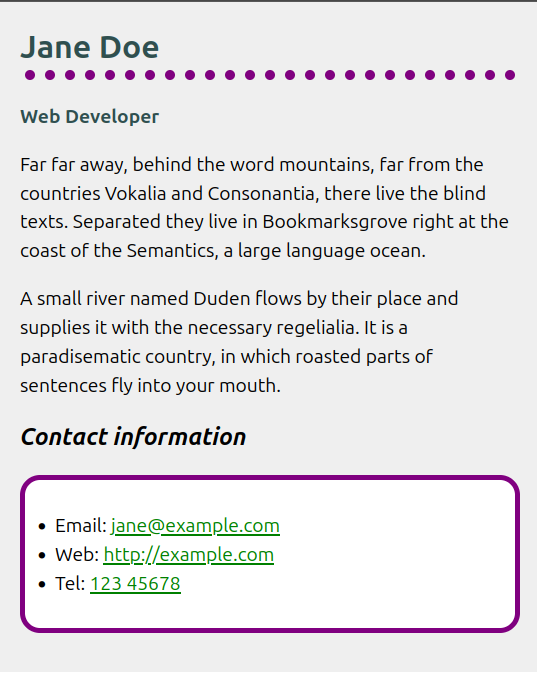 Jane Doe
Web Developer
Far far away, behind the word mountains, far from the
countries Vokalia and Consonantia, there live the blind
texts. Separated they live in Bookmarksgrove right at the
coast of the Semantics, a large language ocean.
A small river named Duden flows by their place and
supplies it with the necessary regelialia. It is a
paradisematic country, in which roasted parts of
sentences fly into your mouth.
Contact information
• Email: jane@example.com
• Web: http://example.com
• Tel: 123 45678